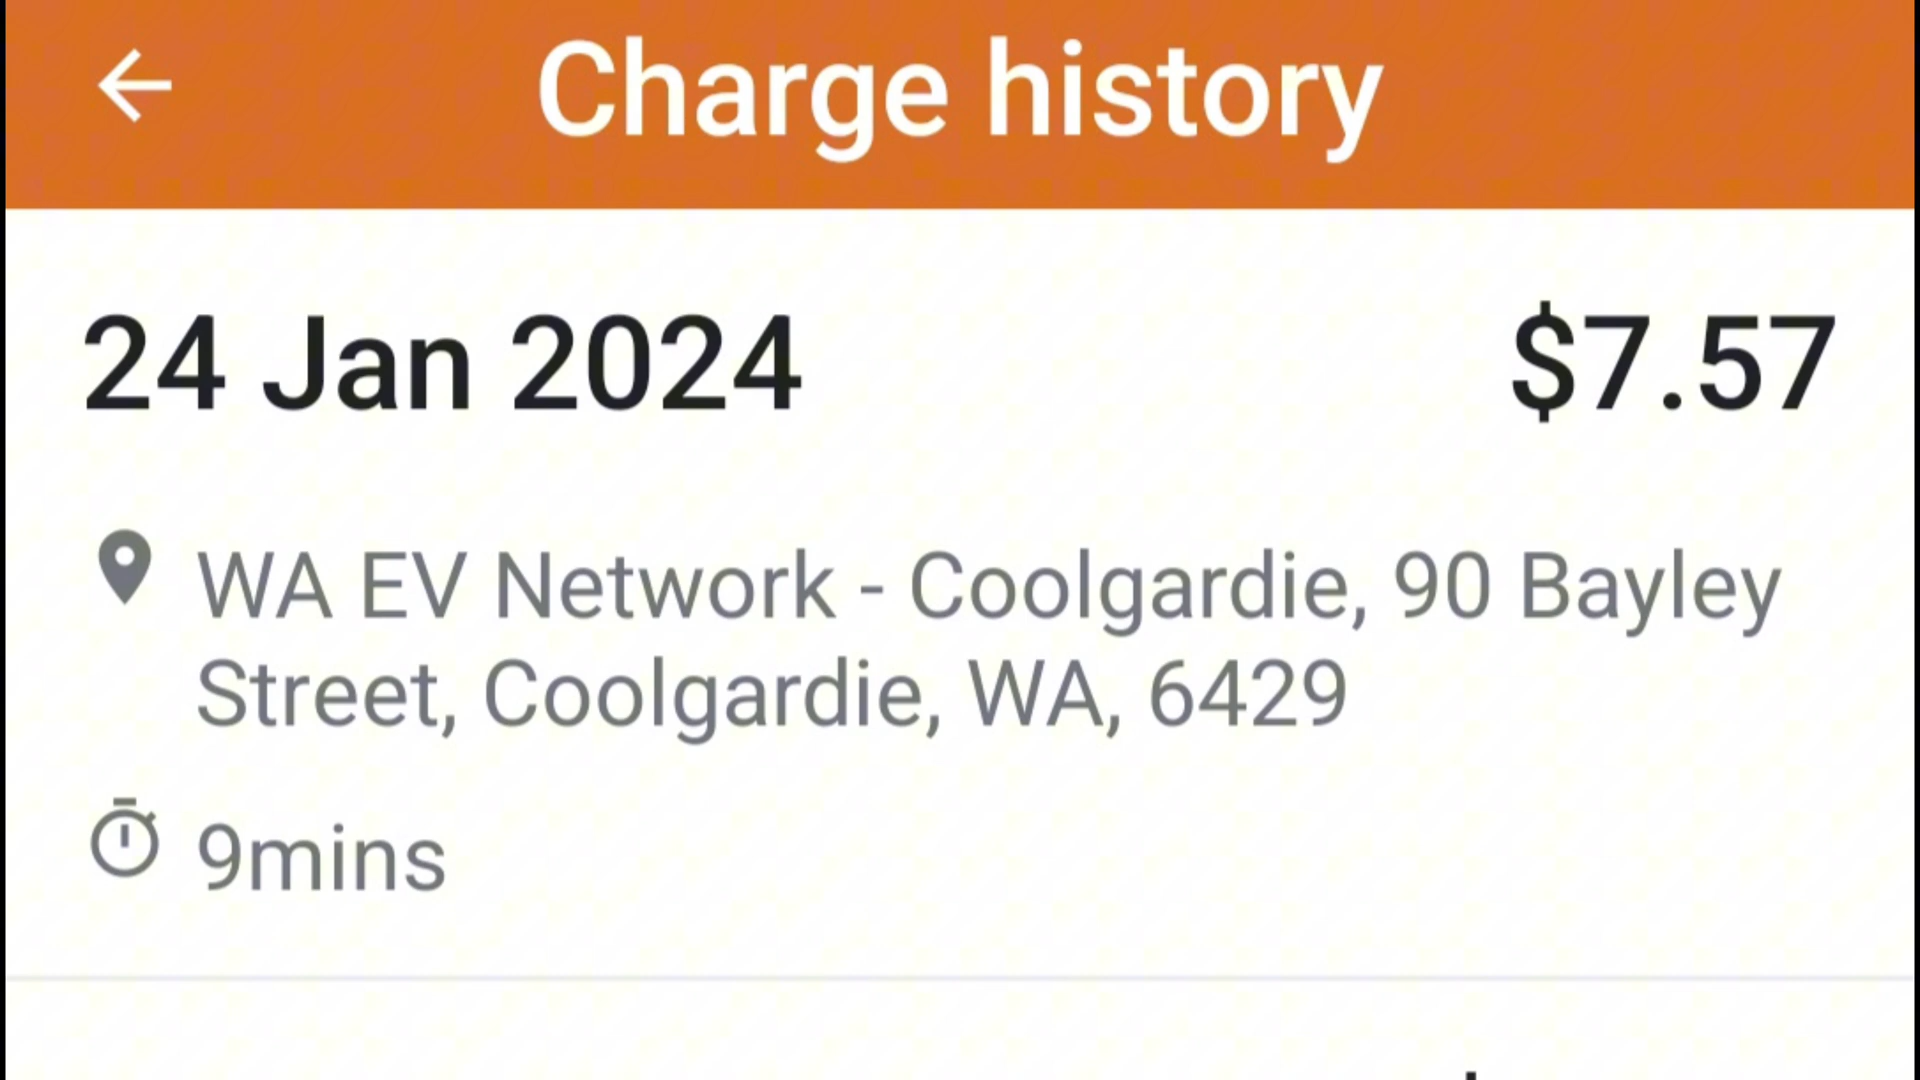 Charge history
24 Jan 2024 $7.57
WA EV Network - Coolgardie, 90 Bayley
Street, Coolgardie, WA, 6429
9mins